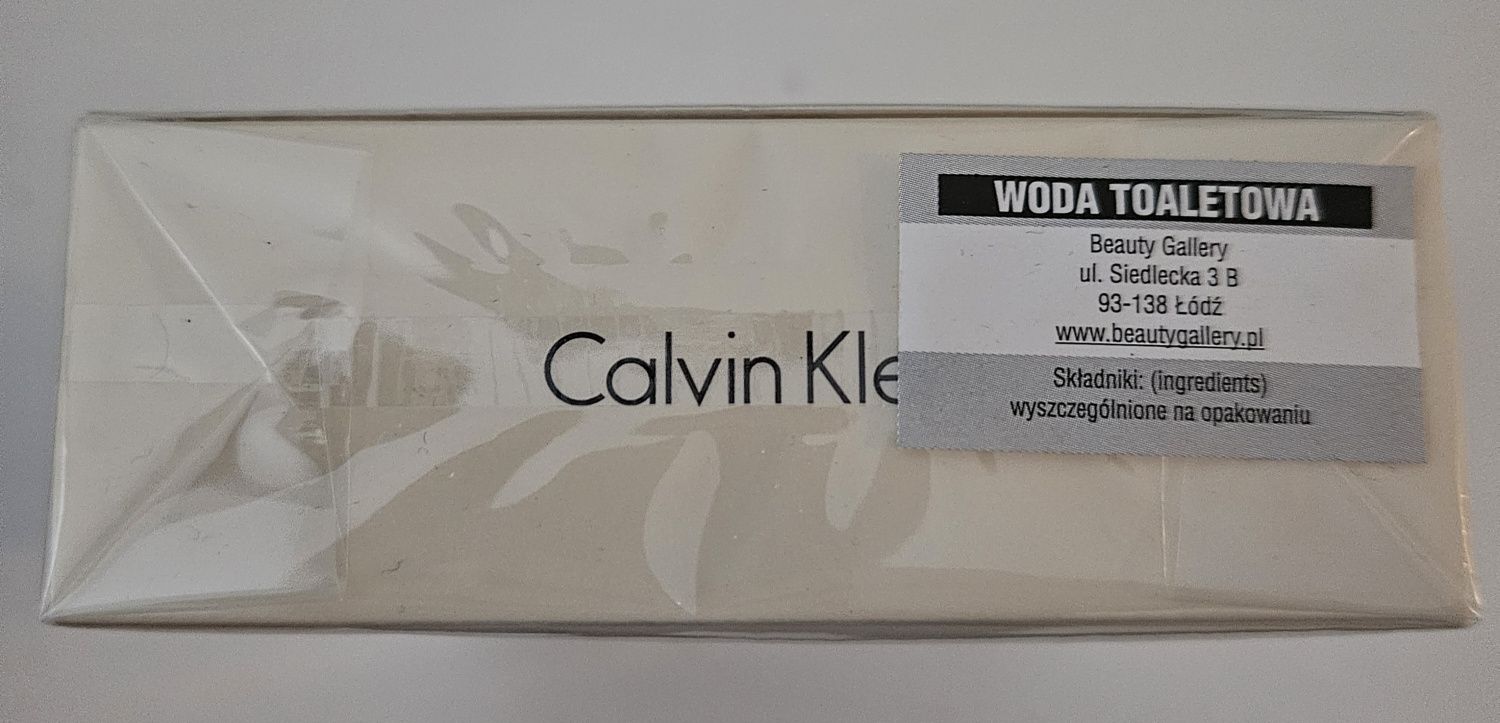 Calvin Kle
WODA TOALETOWA
Beauty Gallery
ul. Siedlecka 3 B
93-138 Łódź
www.beautygallery.pl
Składniki: (ingredients)
wyszczególnione na opakowaniu